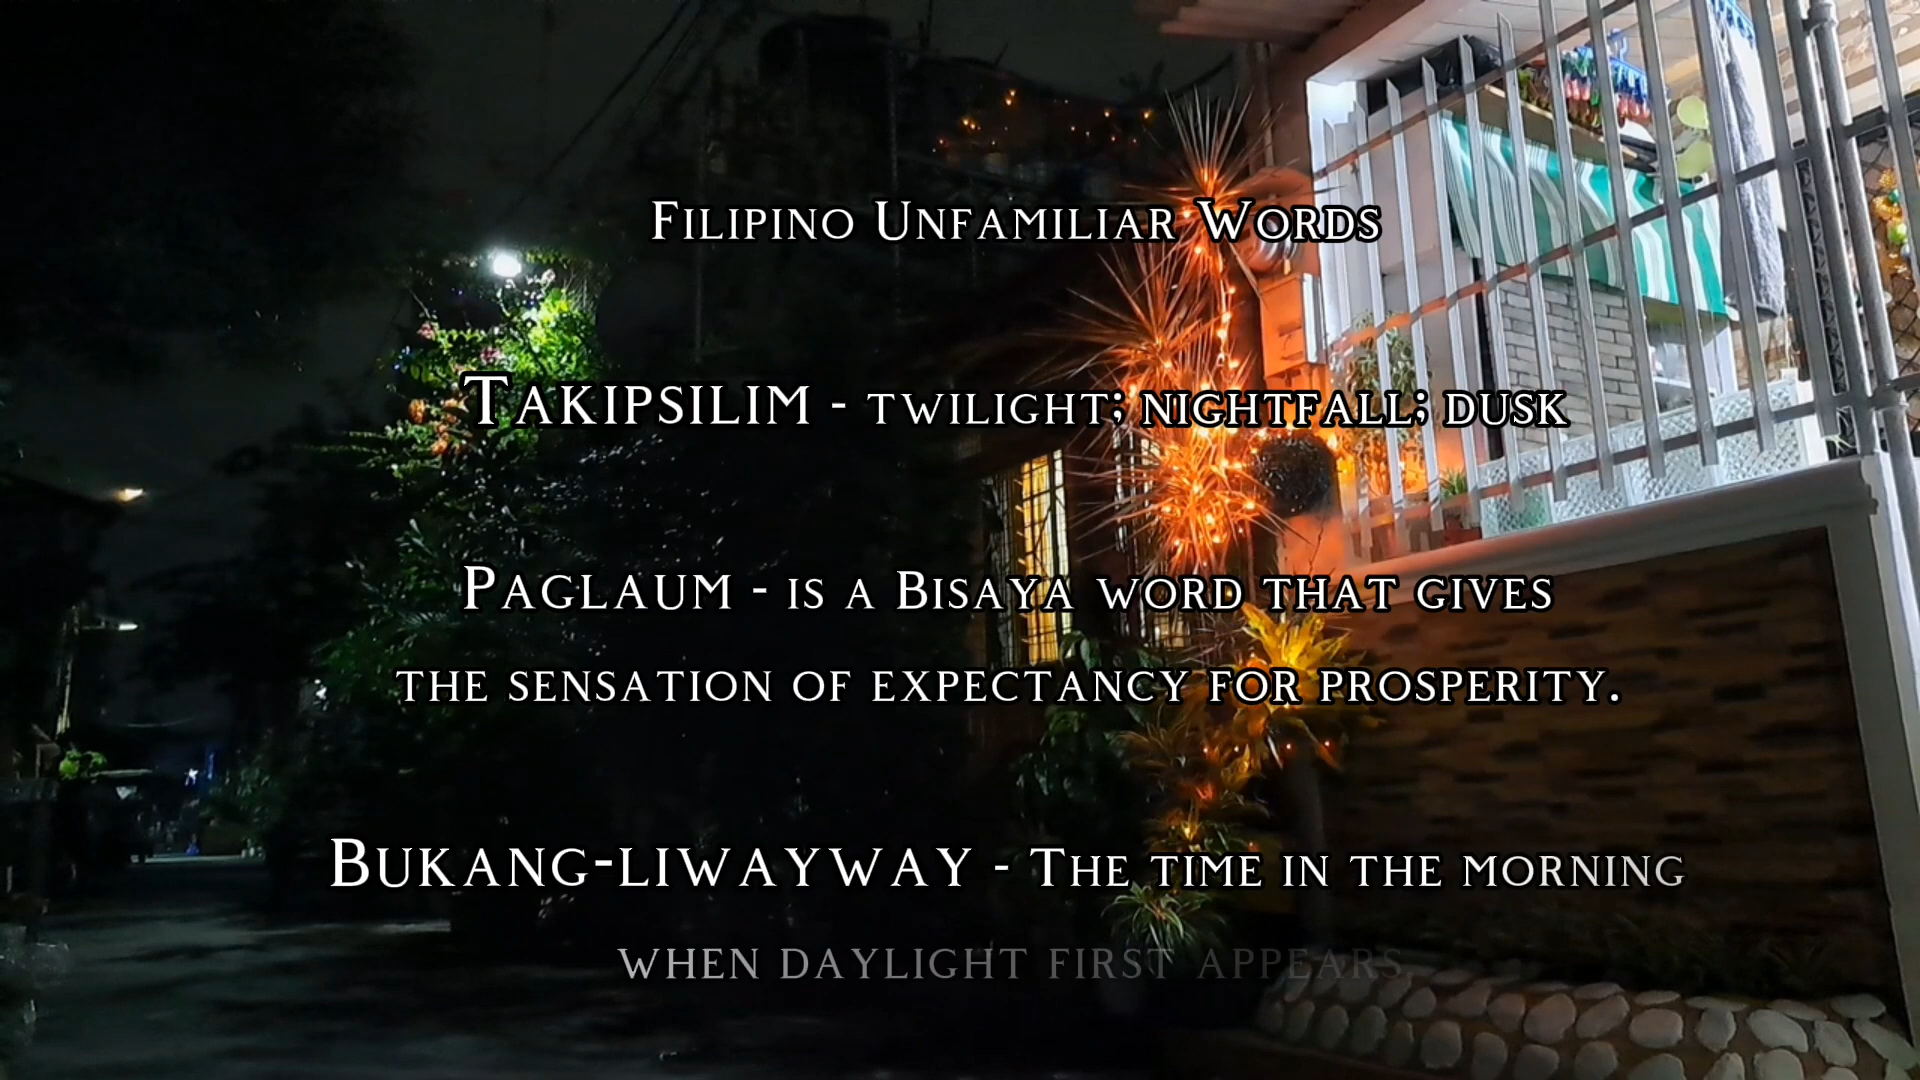 Filipino Unfamiliar Words
Takipsilim - twilight; nightfall; dusk
Paglaum - is a Bisaya word that gives
the sensation of expectancy for prosperity.
Bukang-liwayway - The time in the morning
when daylight first appears.